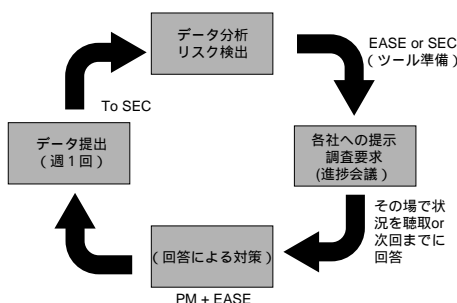 データ分析
リスク検出
EASE or SEC
(ツール準備)
各社への提示
調査要求
(進捗会議)
その場で状
況を聴取or
次回までに
回答
(回答による対策)
PM + EASE
データ提出
(週1回)
To SEC